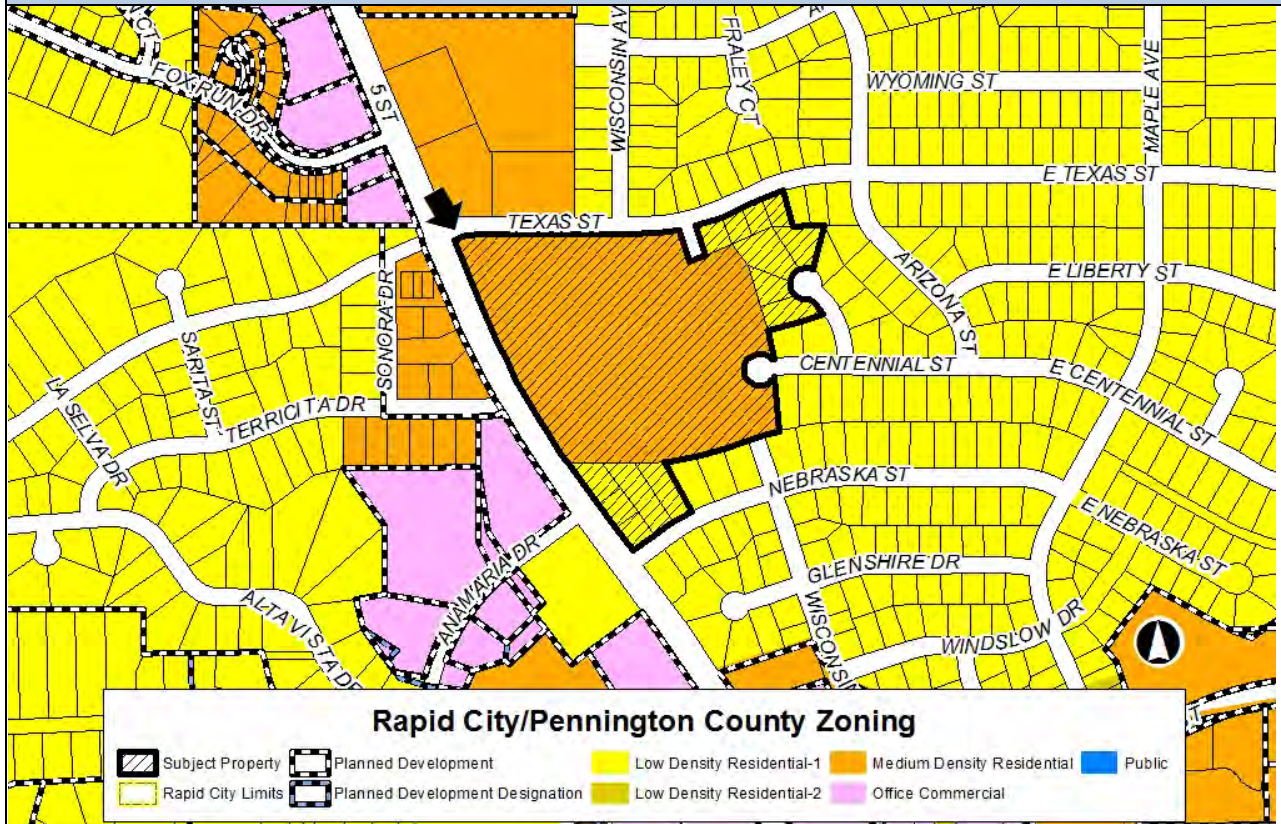 N CT
FOX RUN DR
5 ST
WISCONSIN AV
FRALEY CT
WYOMING ST
MAPLE AVE
E TEXAS ST
TEXAS ST
SONORA DR
SARITA ST
ARIZONA ST
E LIBERTY ST
CENTENNIAL ST
E CENTENNIAL ST
LA SELVA DR
TERRICITA DR
NEBRASKA ST
E NEBRASKA ST
GLENSHIRE DR
ANAMARIA DR
ALTA VISTA DR
WISCONSIN
WINDSLOW DR
T
Rapid City/Pennington County Zoning
Subject Property
Planned Development
Low Density Residential-1
Medium Density Residential
Public
Rapid City Limits
Planned Development Designation
Low Density Residential-2
Office Commercial